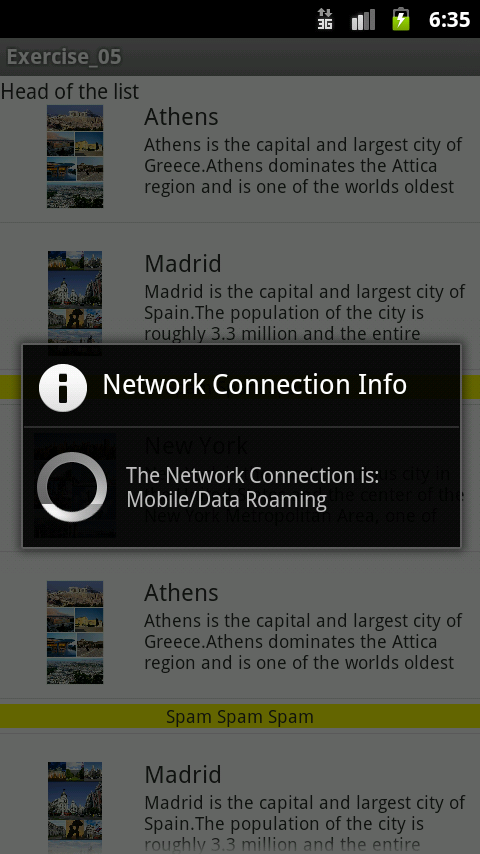 3G 6:35
Exercise_05
Head of the list
Athens
Athens is the capital and largest city of
Greece.Athens dominates the Attica
region and is one of the worlds oldest
Madrid
Madrid is the capital and largest city of
Spain.The population of the city is
roughly 3.3 million and the entire
Network Connection Info
New York
us city in
The Network Connection is:
the center of the
Mobile/Data Roaming
New York Metropolitan Area, one of
Athens
Athens is the capital and largest city of
Greece.Athens dominates the Attica
region and is one of the worlds oldest
Spam Spam Spam
Madrid
Madrid is the capital and largest city of
Spain.The population of the city is
roughly 3.3 million and the entire